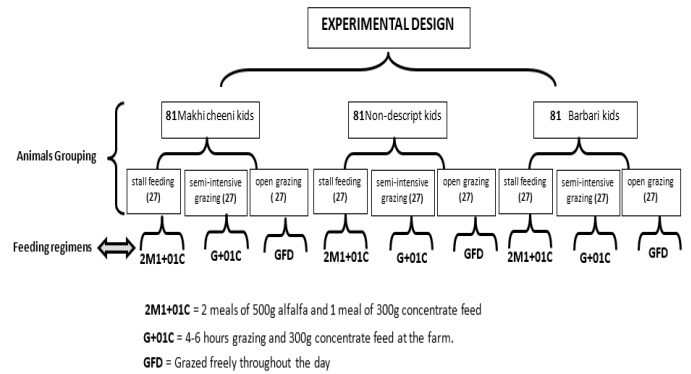 EXPERIMENTAL DESIGN
81Makhi cheeni kids 81Non-descript kids 81 Barbari kids
Animals Grouping
stall feeding (27) semi-intensive grazing (27) open grazing ( 27) stall feeding (27) semi-intensive grazing (27) open grazing (27) stall feeding (27) semi-intensive grazing (27) open grazing (27)
Feeding regimens 2M1+01C G+01C GFD 2M1+01C G+01C GFD 2M1+01C G+01C GFD
2M1+01C = 2 meals of 500g alfalfa and 1 meal of 300g concentrate feed
G+01C = 4-6 hours grazing and 300g concentrate feed at the farm.
GFD = Grazed freely throughout the day